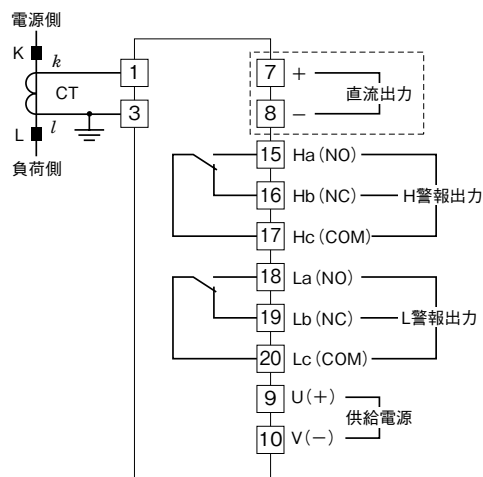 電源側
K
k
CT
l
L
負荷側
1
3
7 +
8 −
直流出力
15 Ha(NO)
16 Hb(NC)
H警報出力
17 Hc(COM)
18 La(NO)
19 Lb(NC)
L警報出力
20 Lc(COM)
9 U(+)
供給電源
10 V(−)